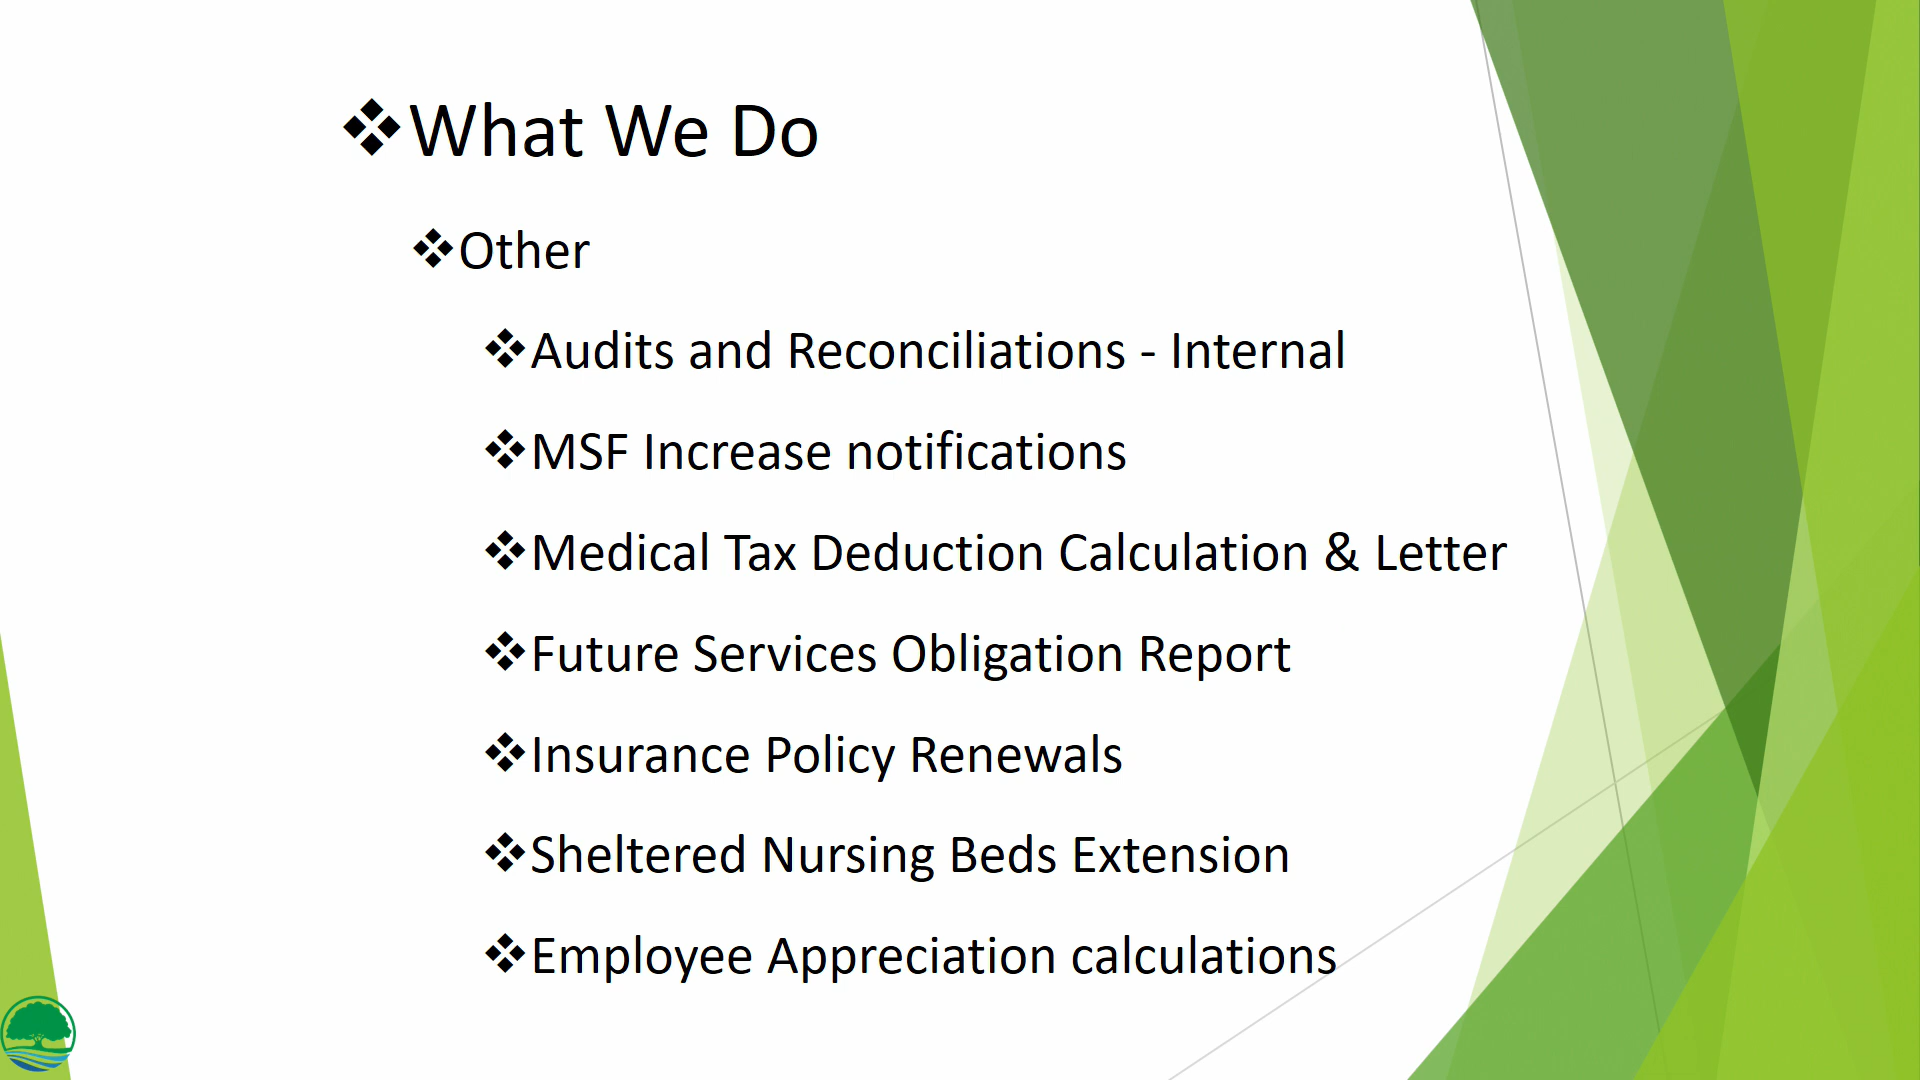 ❖What We Do
❖Other
❖Audits and Reconciliations - Internal
❖MSF Increase notifications
❖Medical Tax Deduction Calculation & Letter
❖Future Services Obligation Report
❖Insurance Policy Renewals
❖Sheltered Nursing Beds Extension
❖Employee Appreciation calculations